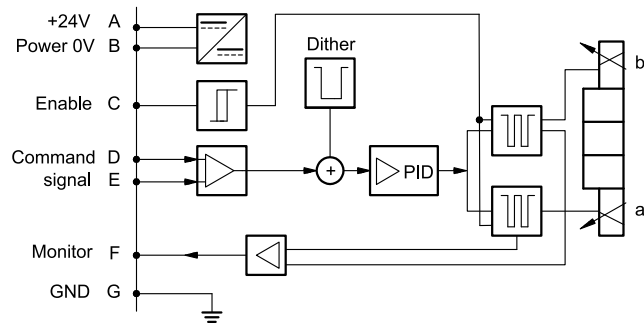 +24V A
Power 0V B
Dither
b
Enable C
Command D
signal E
+
PID
a
Monitor F
GND G